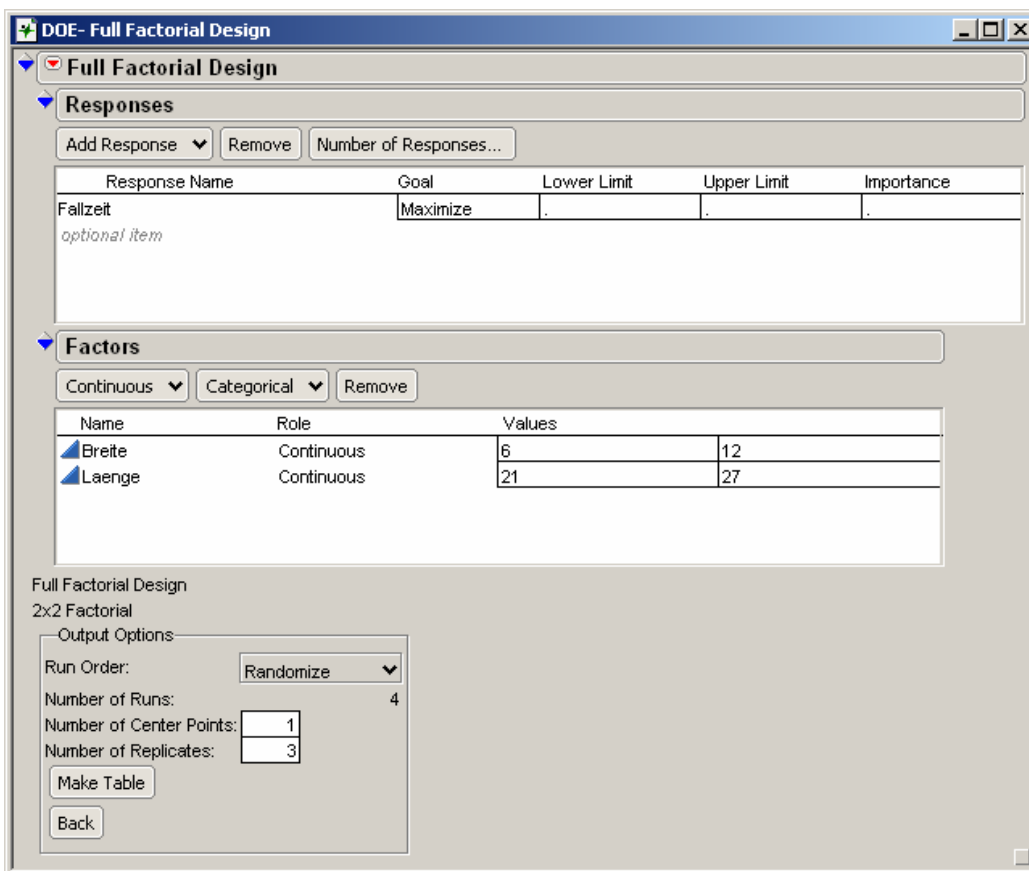 DOE- Full Factorial Design
Full Factorial Design
Responses
Add Response Remove Number of Responses...
Response Name Goal Lower Limit Upper Limit Importance
Fallzeit Maximize . . .
optional item
Factors
Continuous Categorical Remove
Name Role Values
Breite Continuous 6 12
Laenge Continuous 21 27
Full Factorial Design
2x2 Factorial
Output Options
Run Order: Randomize
Number of Runs: 4
Number of Center Points: 1
Number of Replicates: 3
Make Table
Back